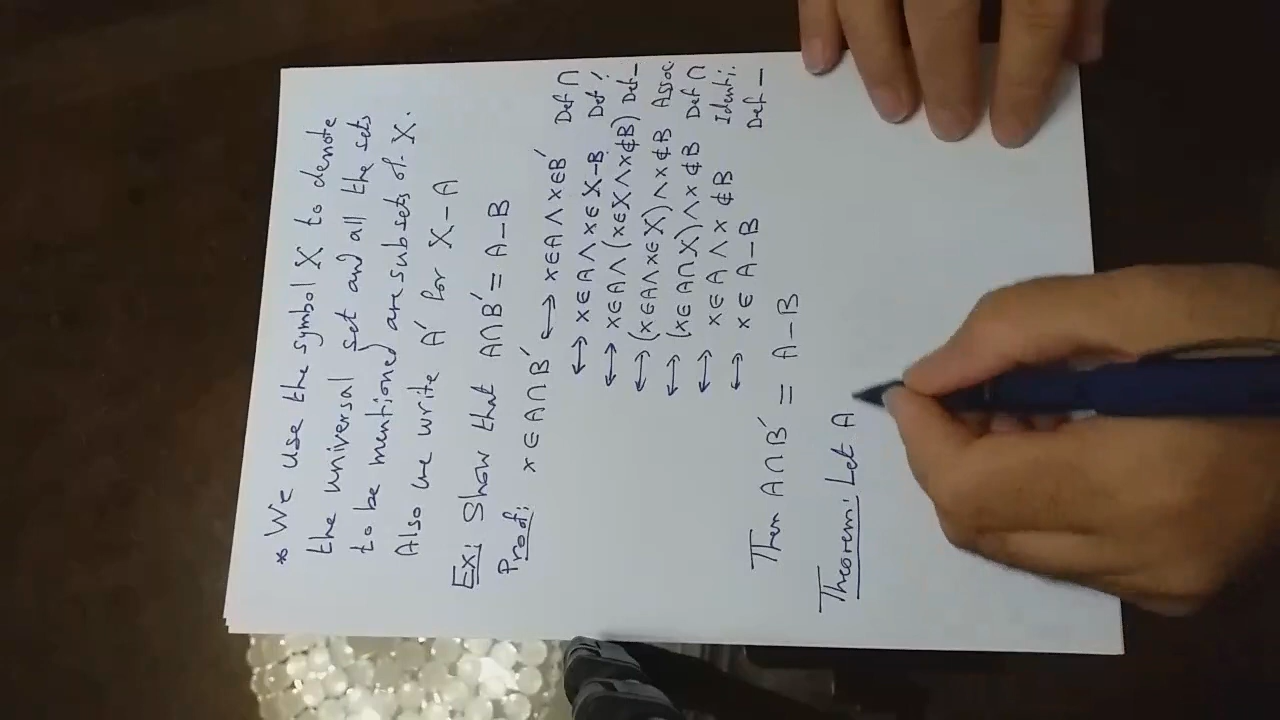 * We use the symbol X to denote
the universal set and all the sets
to be mentioned are subsets of X.
Also we write A' for X-A
Ex: Show that A∩B' = A-B
Proof: x∈A∩B' ↔ x∈A ∧ x∈B' Def ∩
↔ x∈A ∧ x∈X-B Def '
↔ x∈A ∧ (x∈X ∧ x∉B) Def _
↔ (x∈A ∧ x∈X) ∧ x∉B Assoc.
↔ (x∈A∩X) ∧ x∉B Def ∩
↔ x∈A ∧ x∉B Identi.
↔ x∈A-B Def _
Then A∩B' = A-B
Theorem: Let A